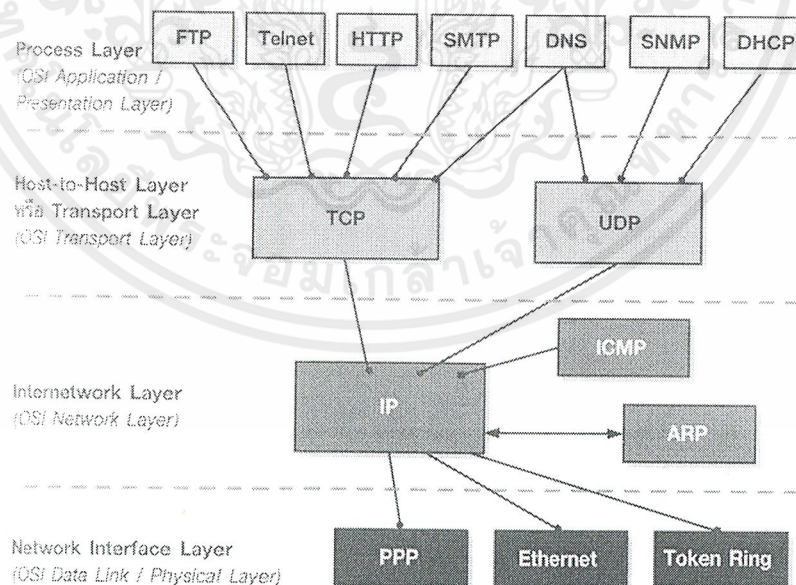 FTP Telnet HTTP SMTP DNS SNMP DHCP
Process Layer
(OSI Application /
Presentation Layer)
Host-to-Host Layer
หรือ Transport Layer
(OSI Transport Layer)
TCP
UDP
ICMP
Internetwork Layer
(OSI Network Layer)
IP
ARP
Network Interface Layer
(OSI Data Link / Physical Layer)
PPP
Ethernet
Token Ring